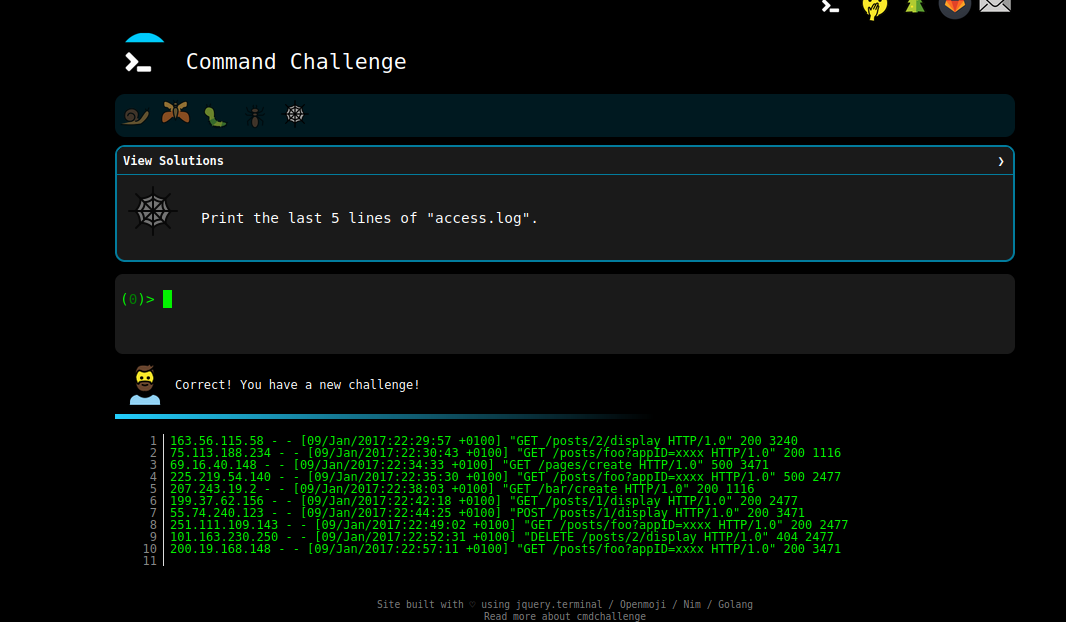 Command Challenge
View Solutions ❯
Print the last 5 lines of "access.log".
(0)>
Correct! You have a new challenge!
1 163.56.115.58 - - [09/Jan/2017:22:29:57 +0100] "GET /posts/2/display HTTP/1.0" 200 3240
2 75.113.188.234 - - [09/Jan/2017:22:30:43 +0100] "GET /posts/foo?appID=xxxx HTTP/1.0" 200 1116
3 69.16.40.148 - - [09/Jan/2017:22:34:33 +0100] "GET /pages/create HTTP/1.0" 500 3471
4 225.219.54.140 - - [09/Jan/2017:22:35:30 +0100] "GET /posts/foo?appID=xxxx HTTP/1.0" 500 2477
5 207.243.19.2 - - [09/Jan/2017:22:38:03 +0100] "GET /bar/create HTTP/1.0" 200 1116
6 199.37.62.156 - - [09/Jan/2017:22:42:18 +0100] "GET /posts/1/display HTTP/1.0" 200 2477
7 55.74.240.123 - - [09/Jan/2017:22:44:25 +0100] "POST /posts/1/display HTTP/1.0" 200 3471
8 251.111.109.143 - - [09/Jan/2017:22:49:02 +0100] "GET /posts/foo?appID=xxxx HTTP/1.0" 200 2477
9 101.163.230.250 - - [09/Jan/2017:22:52:31 +0100] "DELETE /posts/2/display HTTP/1.0" 404 2477
10 200.19.168.148 - - [09/Jan/2017:22:57:11 +0100] "GET /posts/foo?appID=xxxx HTTP/1.0" 200 3471
11
Site built with ♡ using jquery.terminal / Openmoji / Nim / Golang
Read more about cmdchallenge